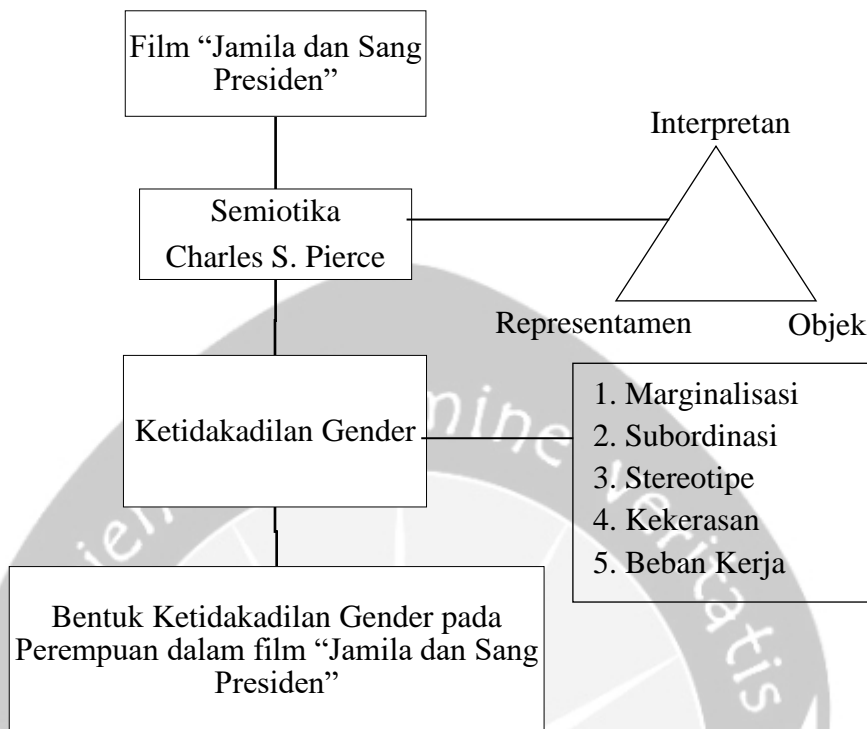 Film “Jamila dan Sang
Presiden”
Interpretan
Semiotika
Charles S. Pierce
Representamen
Objek
Ketidakadilan Gender
1. Marginalisasi
2. Subordinasi
3. Stereotipe
4. Kekerasan
5. Beban Kerja
Bentuk Ketidakadilan Gender pada
Perempuan dalam film “Jamila dan Sang
Presiden”
veritatis